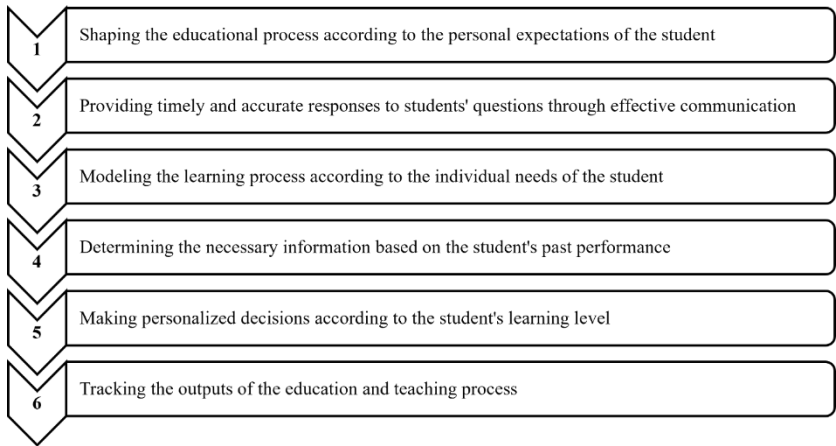 1 Shaping the educational process according to the personal expectations of the student
2 Providing timely and accurate responses to students' questions through effective communication
3 Modeling the learning process according to the individual needs of the student
4 Determining the necessary information based on the student's past performance
5 Making personalized decisions according to the student's learning level
6 Tracking the outputs of the education and teaching process